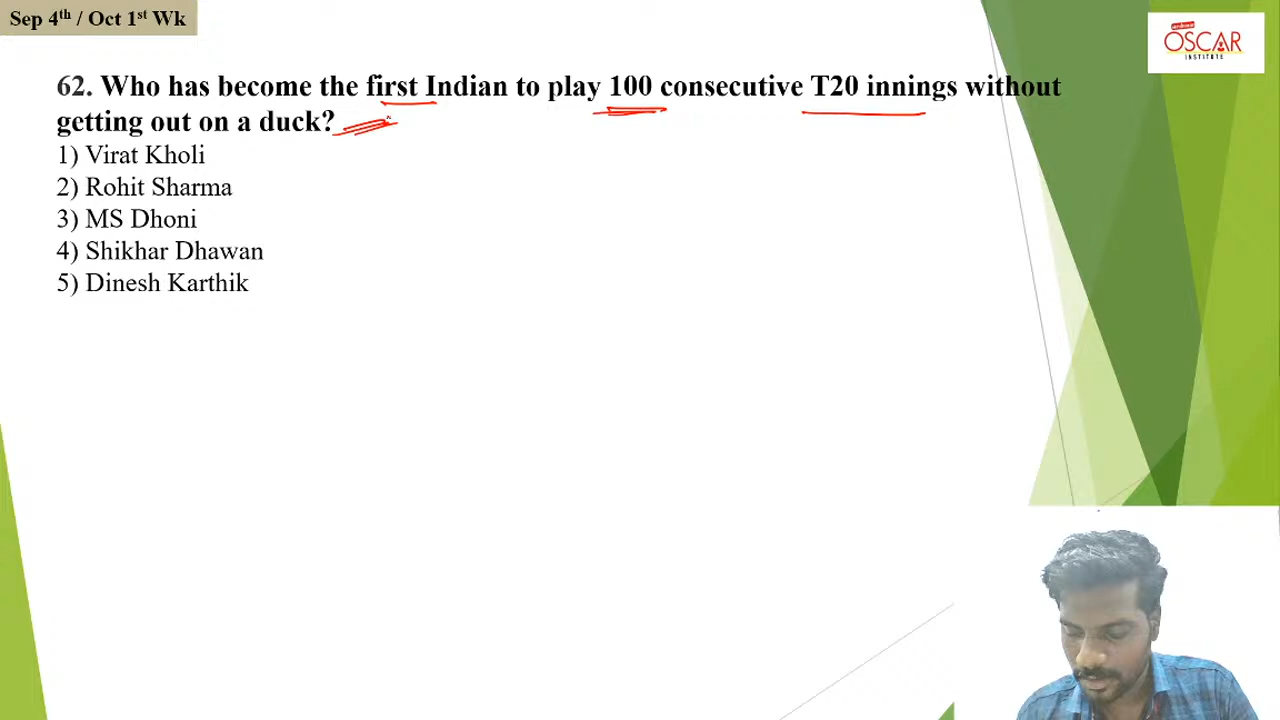 Sep 4th / Oct 1st Wk
OSCAR
INSTITUTE
62. Who has become the first Indian to play 100 consecutive T20 innings without
getting out on a duck?
1) Virat Kholi
2) Rohit Sharma
3) MS Dhoni
4) Shikhar Dhawan
5) Dinesh Karthik